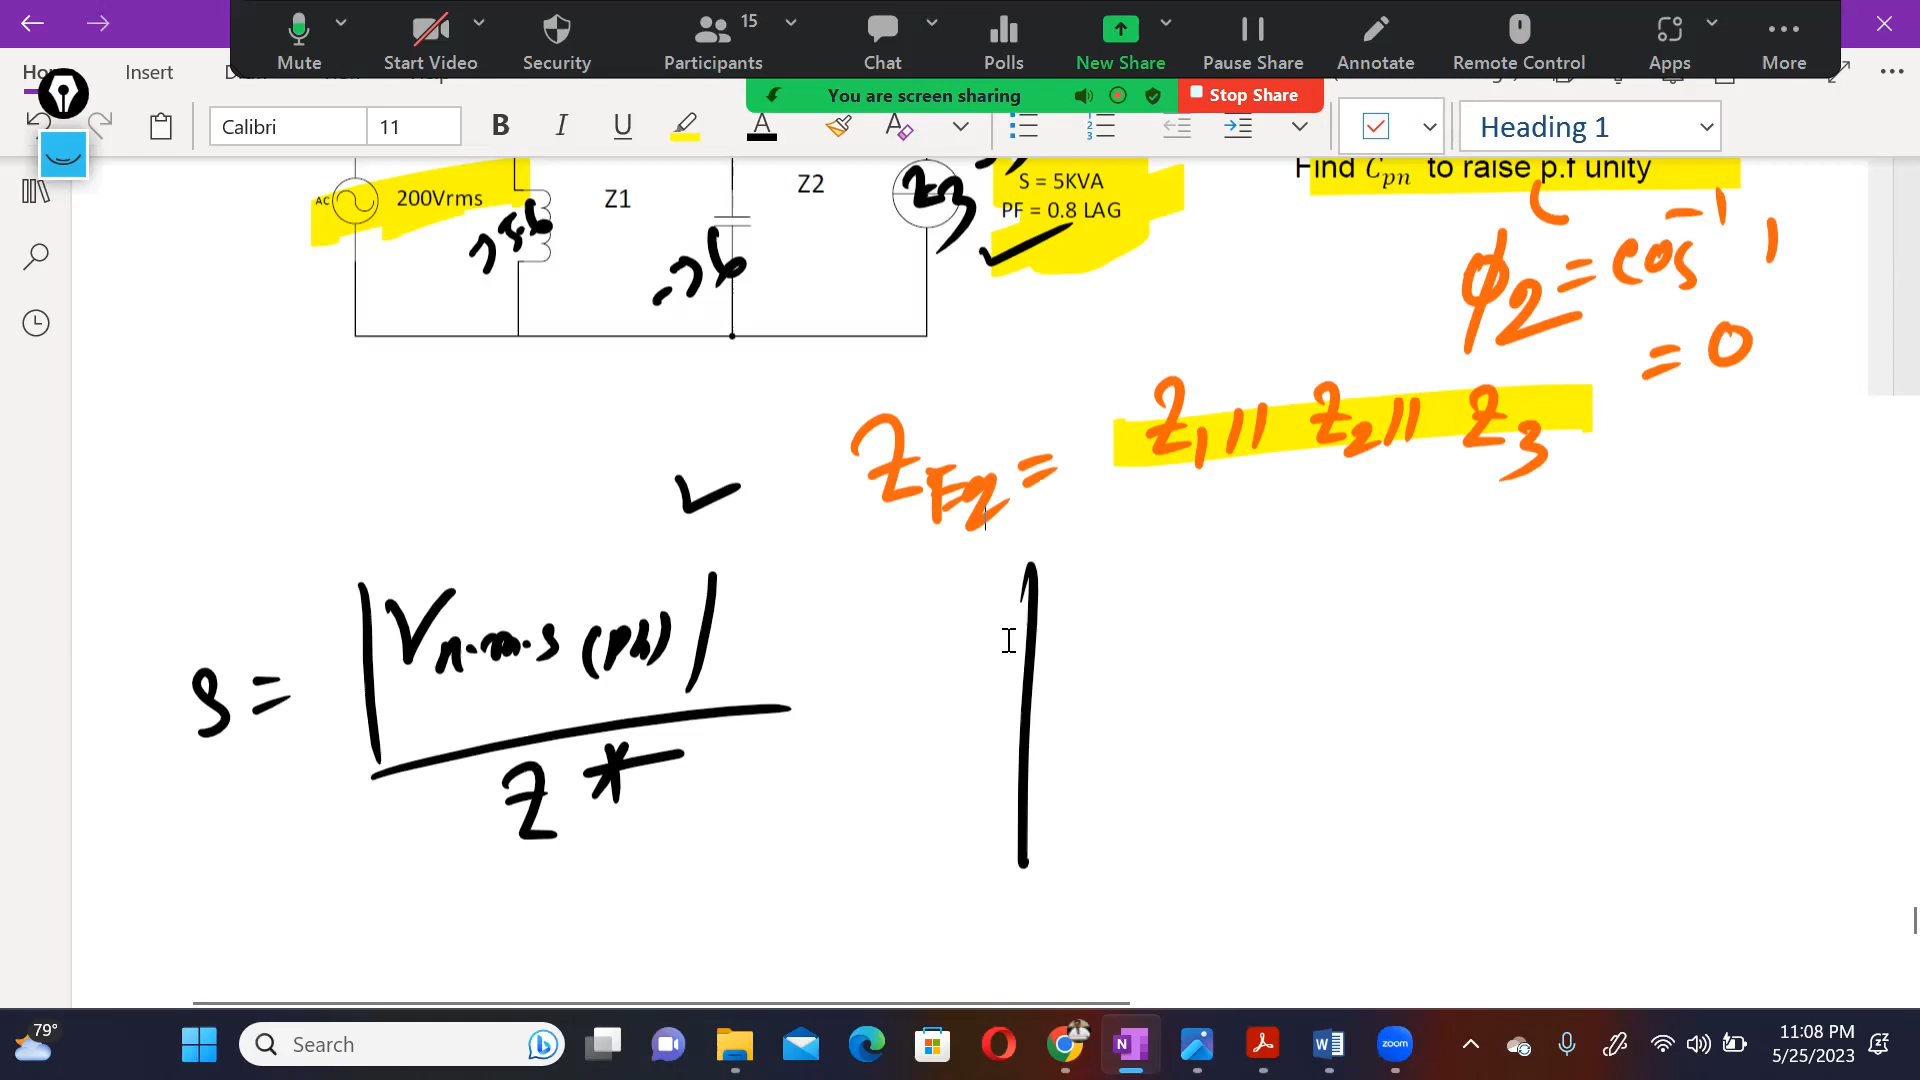 15
Mute
Start Video
Security
Participants
Chat
Polls
New Share
Pause Share
Annotate
Remote Control
Apps
More
Insert
You are screen sharing
Stop Share
Calibri
11
B I U
A
Heading 1
AC
200Vrms
Z1
Z2
Z3
S = 5KVA
PF = 0.8 LAG
Find Cpn to raise p.f unity
ϕ2 = cos⁻¹ 1
= 0
ZEq = Z1 || Z2 || Z3
S = |Vr.m.s (ph)|
Z*
79°
Search
11:08 PM
5/25/2023